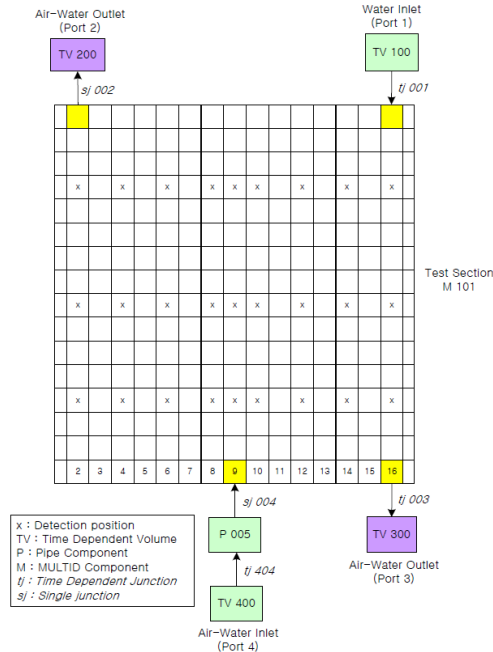 Air-Water Outlet
(Port 2)
Water Inlet
(Port 1)
TV 200
TV 100
sj 002
tj 001
x x x x x x x x x
Test Section
M 101
x x x x x x x x x
x x x x x x x x x
2 3 4 5 6 7 8 9 10 11 12 13 14 15 16
sj 004
tj 003
x : Detection position
TV : Time Dependent Volume
P : Pipe Component
M : MULTID Component
tj : Time Dependent Junction
sj : Single junction
P 005
TV 300
tj 404
Air-Water Outlet
(Port 3)
TV 400
Air-Water Inlet
(Port 4)